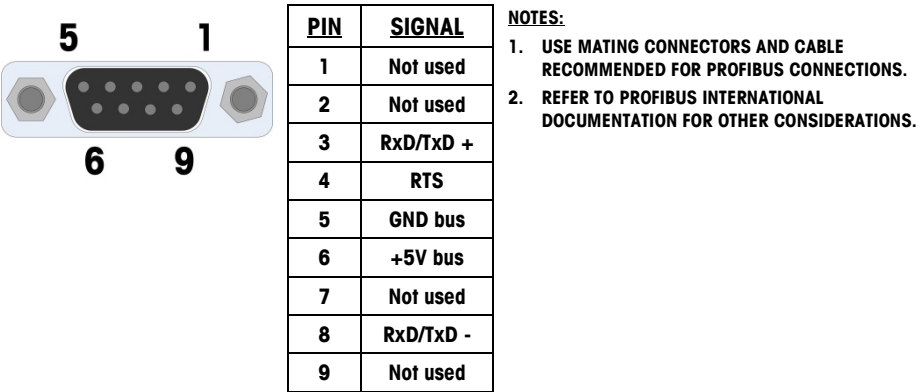 5 1
6 9
PIN SIGNAL
1 Not used
2 Not used
3 RxD/TxD +
4 RTS
5 GND bus
6 +5V bus
7 Not used
8 RxD/TxD -
9 Not used
NOTES:
1. USE MATING CONNECTORS AND CABLE
RECOMMENDED FOR PROFIBUS CONNECTIONS.
2. REFER TO PROFIBUS INTERNATIONAL
DOCUMENTATION FOR OTHER CONSIDERATIONS.